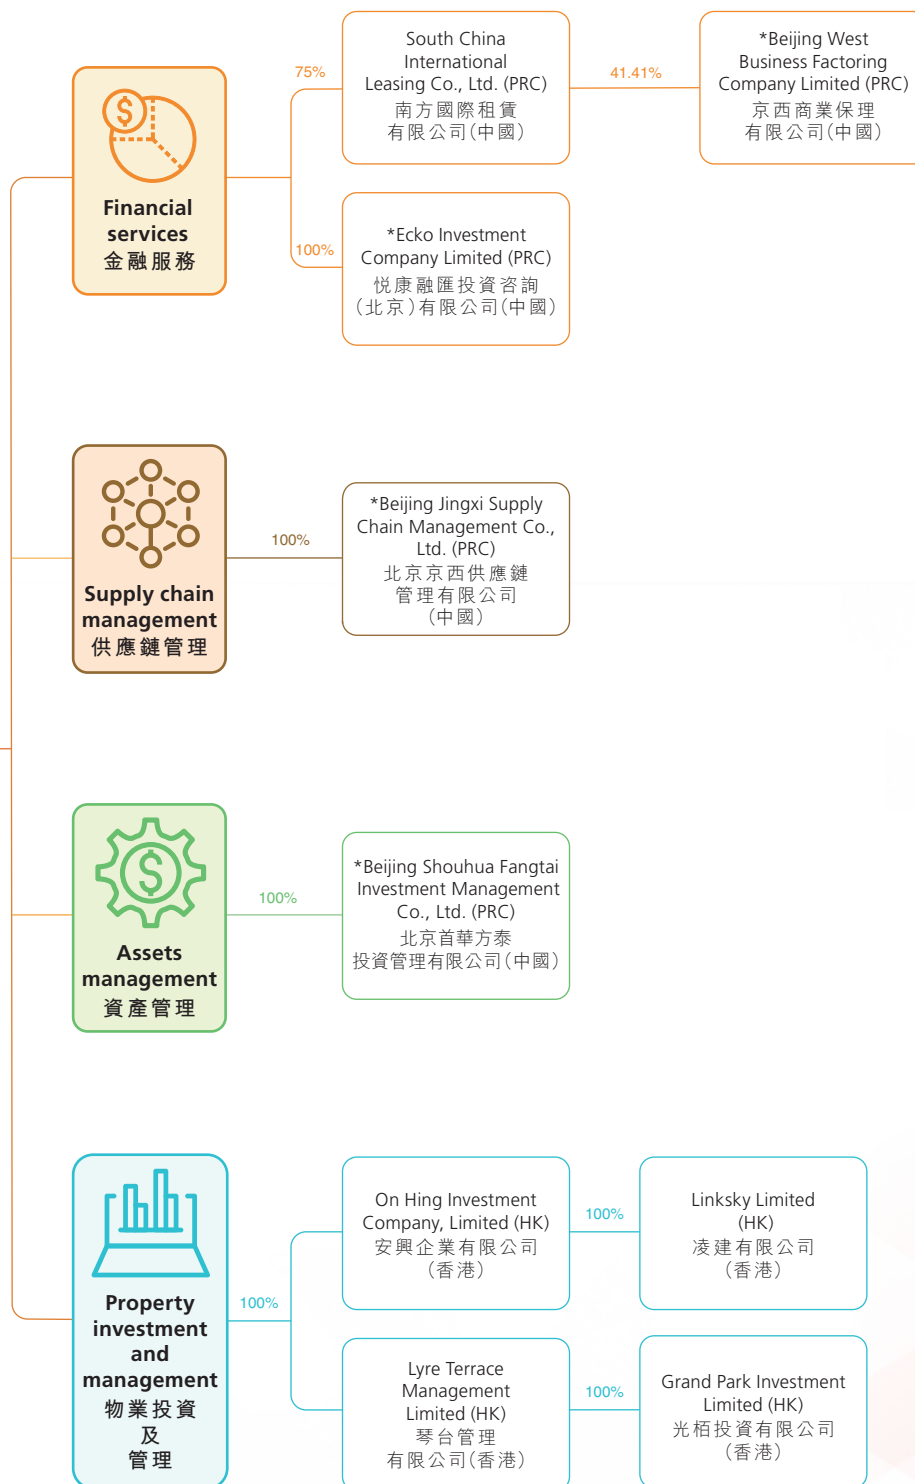 75%
South China
International
Leasing Co., Ltd. (PRC)
南方國際租賃
有限公司(中國)
41.41%
*Beijing West
Business Factoring
Company Limited (PRC)
京西商業保理
有限公司(中國)
$
Financial
services
金融服務
100%
*Ecko Investment
Company Limited (PRC)
悅康融匯投資咨詢
(北京)有限公司(中國)
Supply chain
management
供應鏈管理
100%
*Beijing Jingxi Supply
Chain Management Co.,
Ltd. (PRC)
北京京西供應鏈
管理有限公司
(中國)
$
Assets
management
資產管理
100%
*Beijing Shouhua Fangtai
Investment Management
Co., Ltd. (PRC)
北京首華方泰
投資管理有限公司(中國)
Property
investment
and
management
物業投資
及
管理
100%
On Hing Investment
Company, Limited (HK)
安興企業有限公司
(香港)
100%
Linksky Limited
(HK)
凌建有限公司
(香港)
Lyre Terrace
Management
Limited (HK)
琴台管理
有限公司(香港)
100%
Grand Park Investment
Limited (HK)
光栢投資有限公司
(香港)